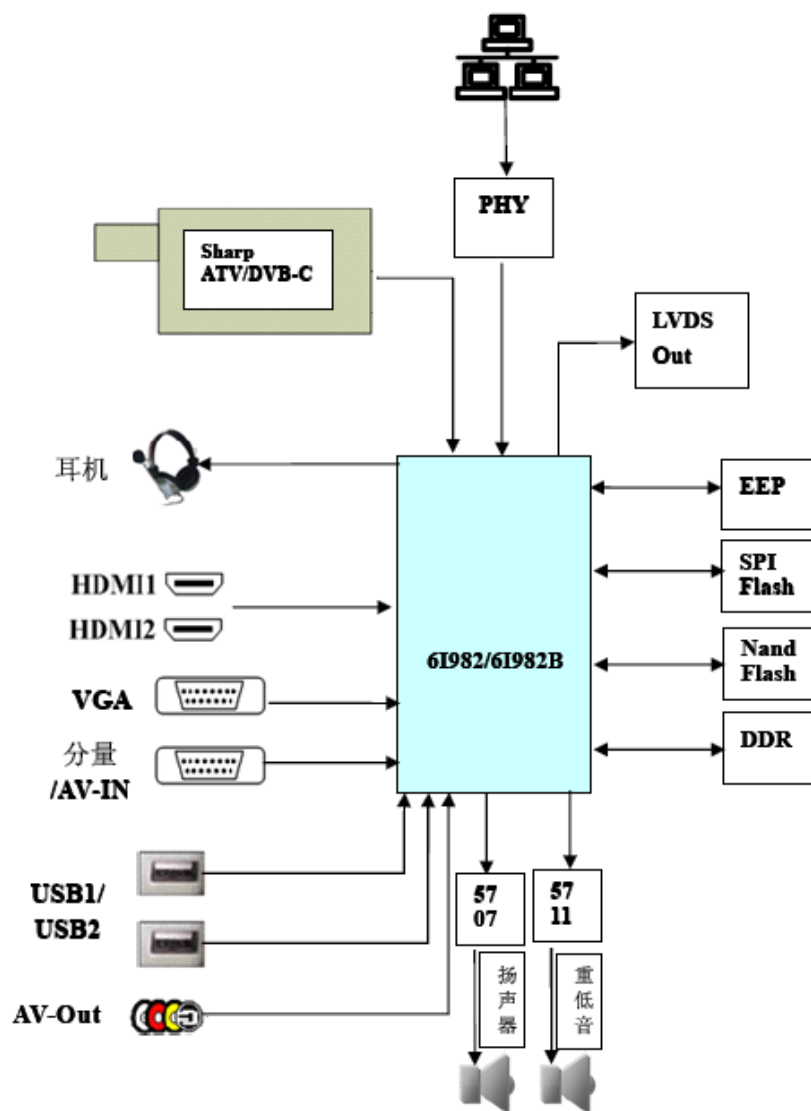 PHY
Sharp
ATV/DVB-C
LVDS
Out
耳机
EEP
HDMI1
SPI
Flash
HDMI2
6I982/6I982B
Nand
Flash
VGA
DDR
分量
/AV-IN
USB1/
USB2
57
07
57
11
AV-Out
扬
声
器
重
低
音